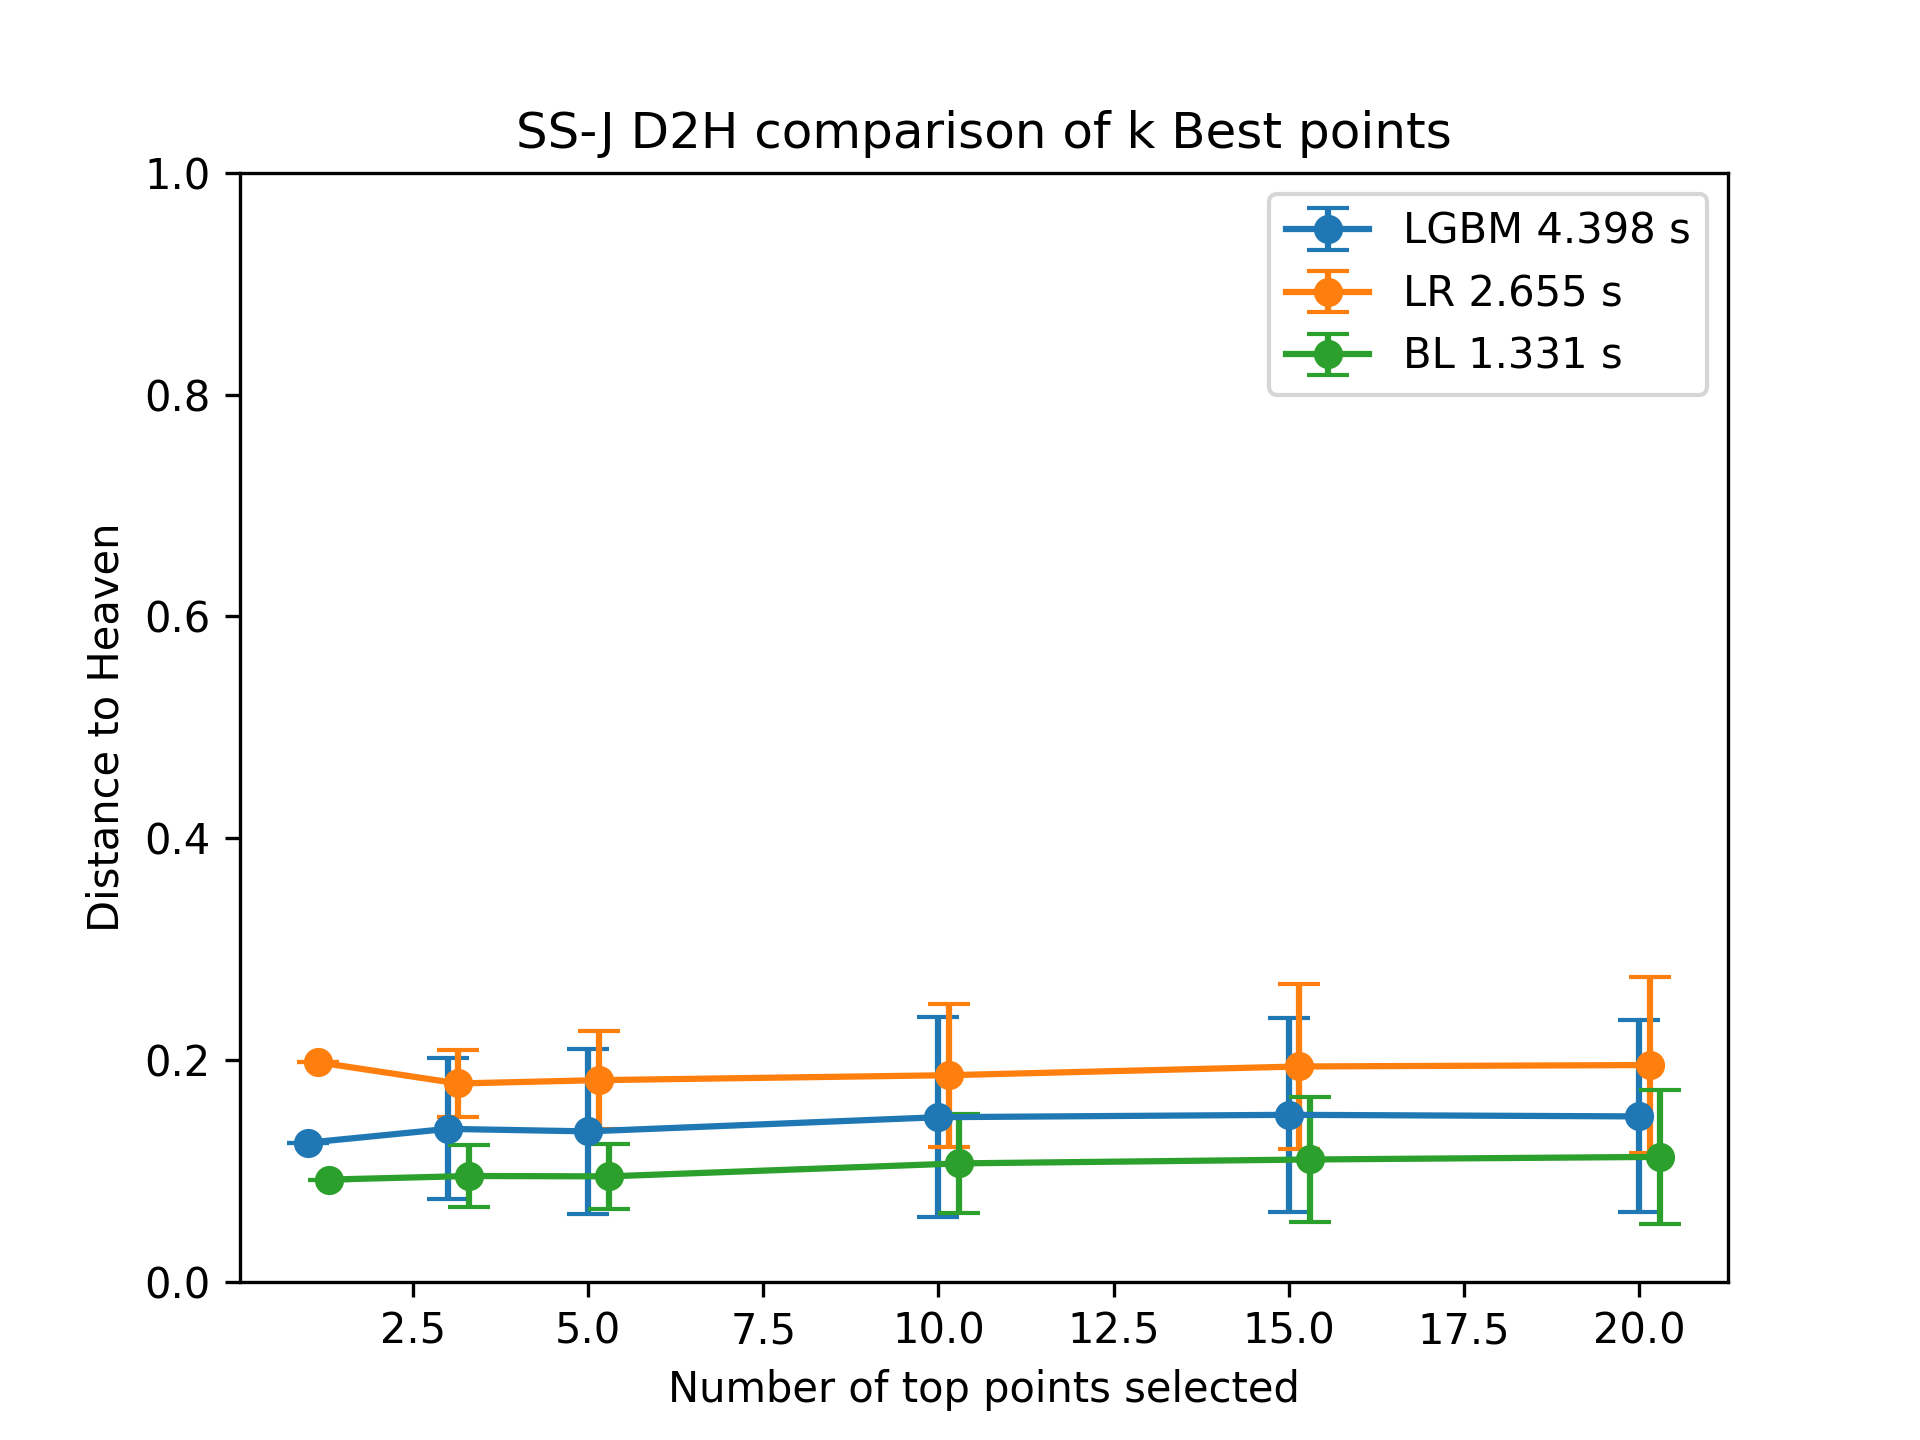 SS-J D2H comparison of k Best points
1.0
0.8
0.6
0.4
0.2
0.0
Distance to Heaven
LGBM 4.398 s
LR 2.655 s
BL 1.331 s
2.5 5.0 7.5 10.0 12.5 15.0 17.5 20.0
Number of top points selected